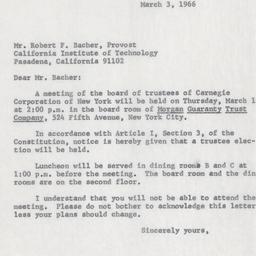 March 3, 1966
Mr. Robert F. Bacher, Provost
California Institute of Technology
Pasadena, California 91102
Dear Mr. Bacher:
A meeting of the board of trustees of Carnegie
Corporation of New York will be held on Thursday, March 1
at 2:00 p.m. in the board room of Morgan Guaranty Trust
Company, 524 Fifth Avenue, New York City.
In accordance with Article I, Section 3, of the
Constitution, notice is hereby given that a trustee elec-
tion will be held.
Luncheon will be served in dining rooms B and C at
1:00 p.m. before the meeting. The board room and the din
rooms are on the second floor.
I understand that you will not be able to attend the
meeting. Please do not bother to acknowledge this letter
less your plans should change.
Sincerely yours,